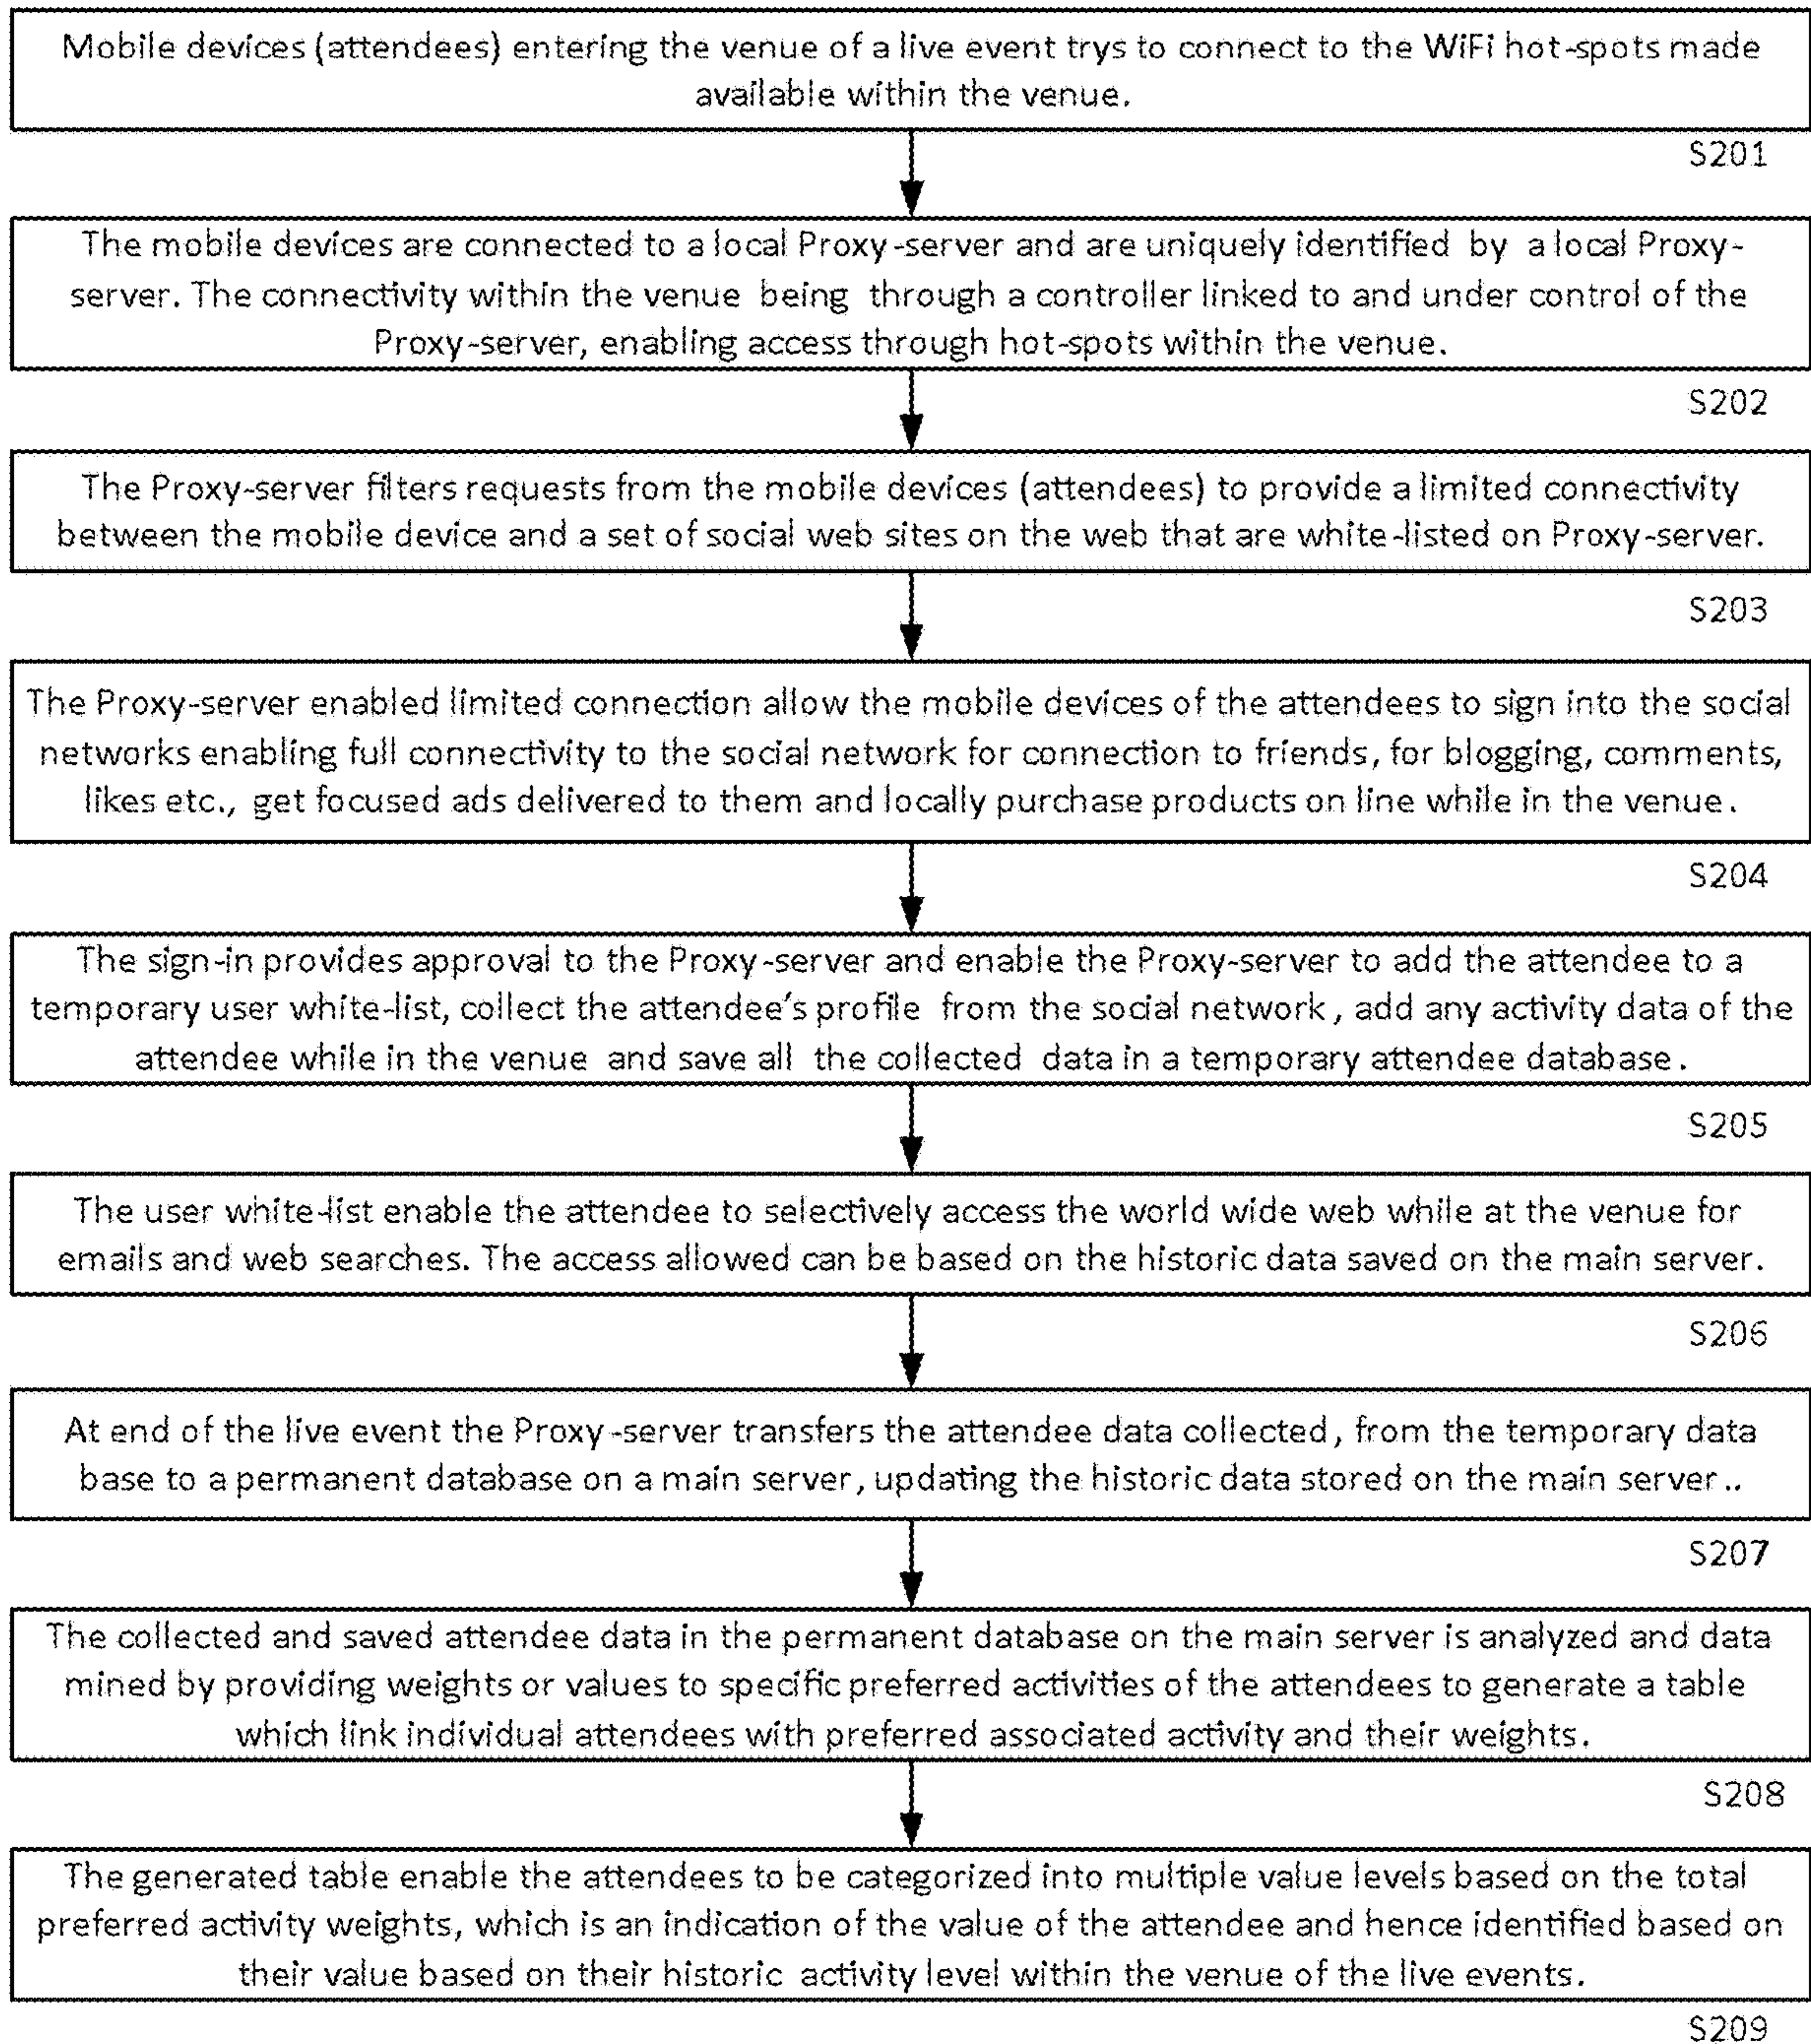 Mobile devices (attendees) entering the venue of a live event trys to connect to the WiFi hot-spots made
available within the venue.
S201
The mobile devices are connected to a local Proxy-server and are uniquely identified by a local Proxy-
server. The connectivity within the venue being through a controller linked to and under control of the
Proxy-server, enabling access through hot-spots within the venue.
S202
The Proxy-server filters requests from the mobile devices (attendees) to provide a limited connectivity
between the mobile device and a set of social web sites on the web that are white-listed on Proxy-server.
S203
The Proxy-server enabled limited connection allow the mobile devices of the attendees to sign into the social
networks enabling full connectivity to the social network for connection to friends, for blogging, comments,
likes etc., get focused ads delivered to them and locally purchase products on line while in the venue.
S204
The sign-in provides approval to the Proxy-server and enable the Proxy-server to add the attendee to a
temporary user white-list, collect the attendee's profile from the social network, add any activity data of the
attendee while in the venue and save all the collected data in a temporary attendee database.
S205
The user white-list enable the attendee to selectively access the world wide web while at the venue for
emails and web searches. The access allowed can be based on the historic data saved on the main server.
S206
At end of the live event the Proxy-server transfers the attendee data collected, from the temporary data
base to a permanent database on a main server, updating the historic data stored on the main server..
S207
The collected and saved attendee data in the permanent database on the main server is analyzed and data
mined by providing weights or values to specific preferred activities of the attendees to generate a table
which link individual attendees with preferred associated activity and their weights.
S208
The generated table enable the attendees to be categorized into multiple value levels based on the total
preferred activity weights, which is an indication of the value of the attendee and hence identified based on
their value based on their historic activity level within the venue of the live events.
S209